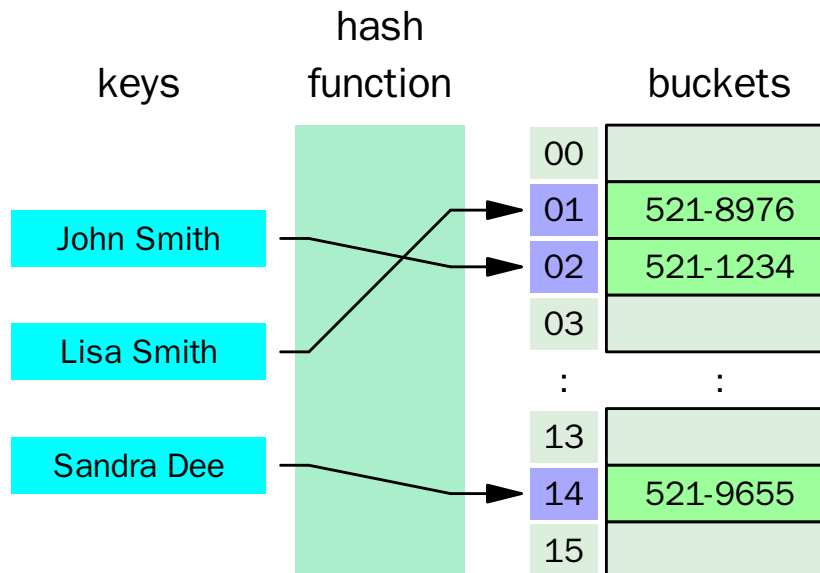 hash
keys function buckets
00
01 521-8976
John Smith
02 521-1234
03
Lisa Smith
: :
13
Sandra Dee
14 521-9655
15